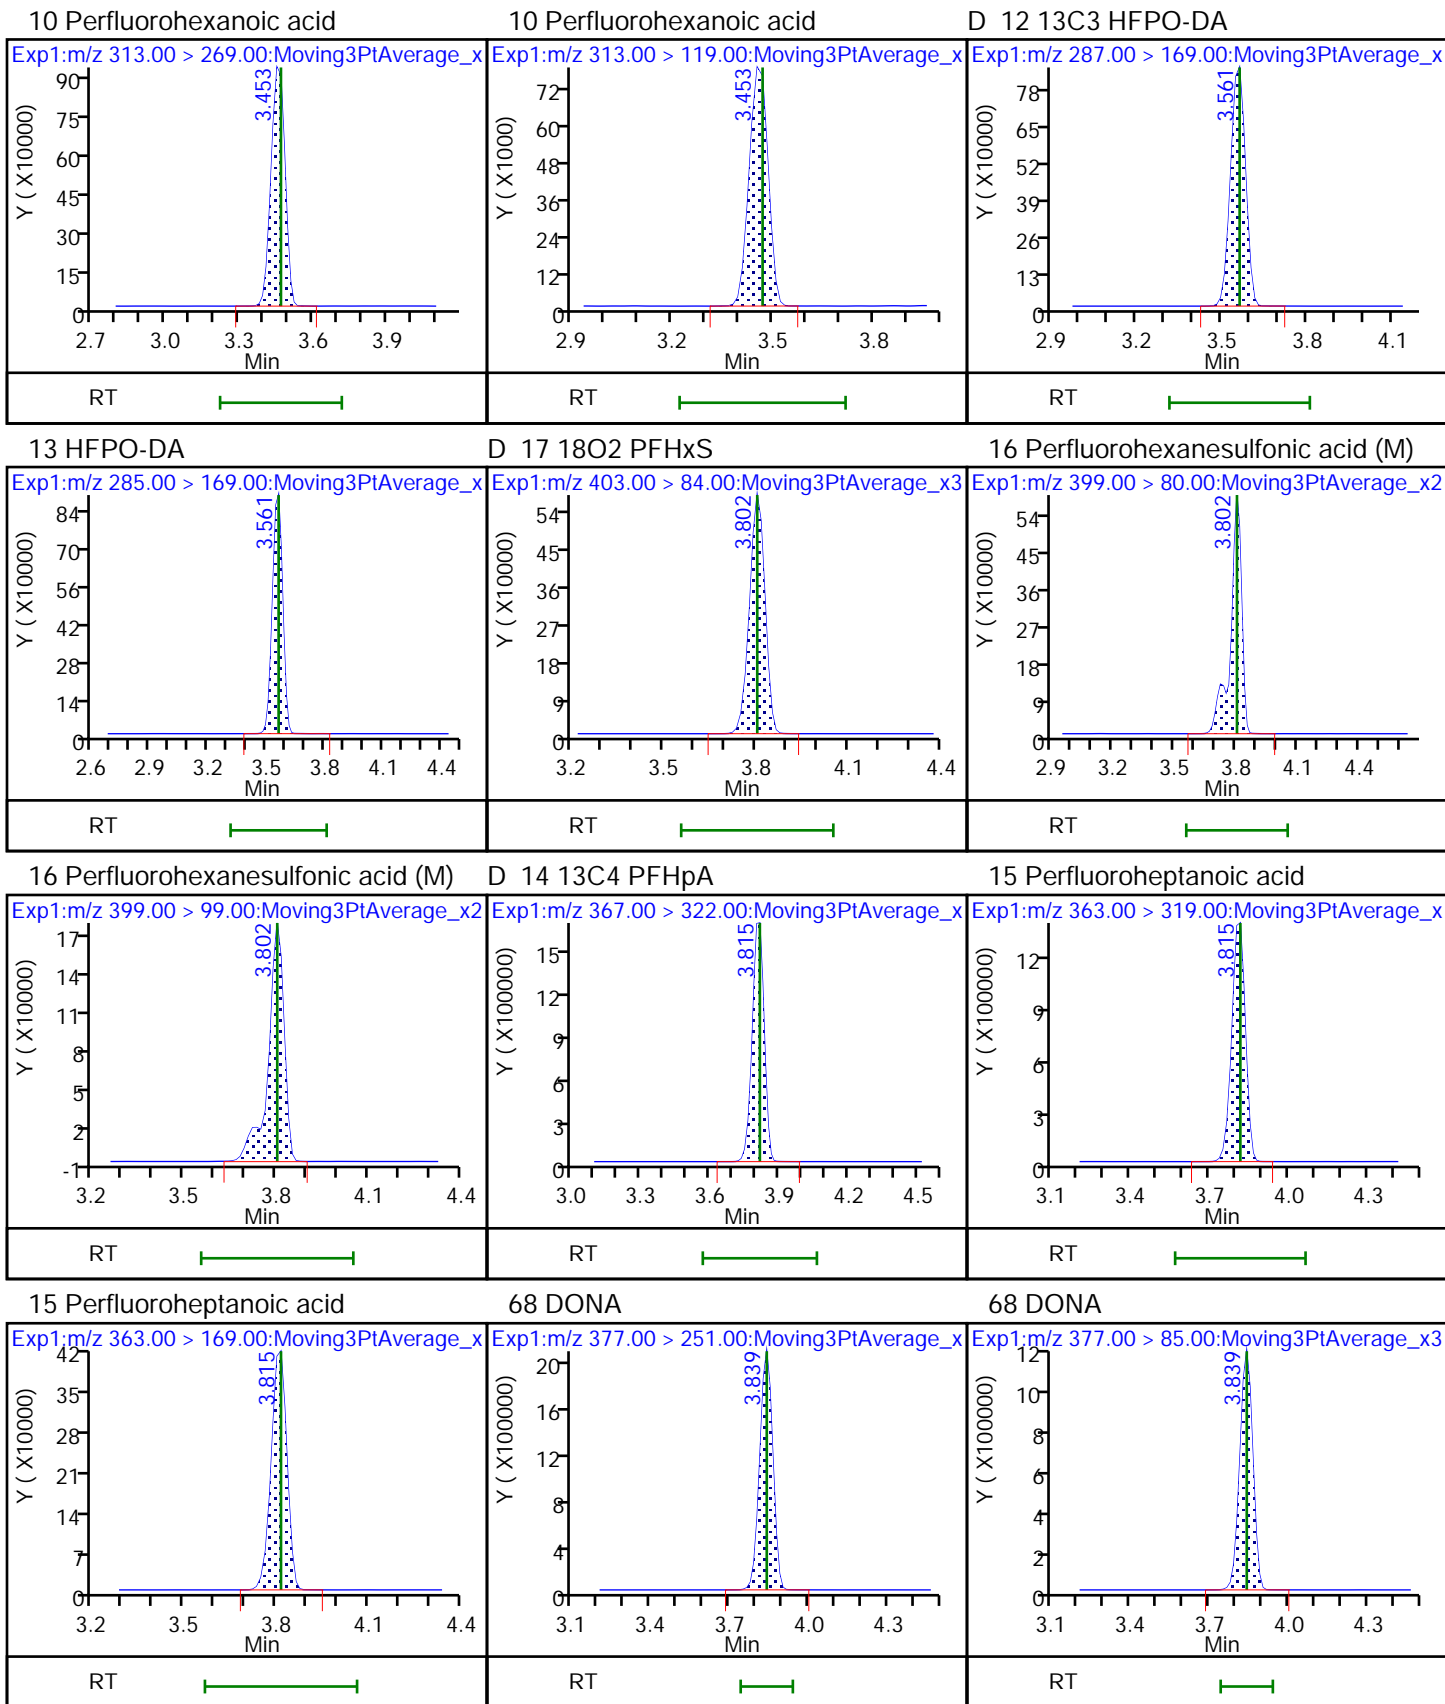 10 Perfluorohexanoic acid
Exp1:m/z 313.00 > 269.00:Moving3PtAverage_x
3.453
Y ( X10000)
90
75
60
45
30
15
0
2.7 3.0 3.3 3.6 3.9
Min
RT
10 Perfluorohexanoic acid
Exp1:m/z 313.00 > 119.00:Moving3PtAverage_x
3.453
Y ( X1000)
72
60
48
36
24
12
0
2.9 3.2 3.5 3.8
Min
RT
D 12 13C3 HFPO-DA
Exp1:m/z 287.00 > 169.00:Moving3PtAverage_x
3.561
Y ( X10000)
78
65
52
39
26
13
0
2.9 3.2 3.5 3.8 4.1
Min
RT
13 HFPO-DA
Exp1:m/z 285.00 > 169.00:Moving3PtAverage_x
3.561
Y ( X10000)
84
70
56
42
28
14
0
2.6 2.9 3.2 3.5 3.8 4.1 4.4
Min
RT
D 17 18O2 PFHxS
Exp1:m/z 403.00 > 84.00:Moving3PtAverage_x3
3.802
Y ( X10000)
54
45
36
27
18
9
0
3.2 3.5 3.8 4.1 4.4
Min
RT
16 Perfluorohexanesulfonic acid (M)
Exp1:m/z 399.00 > 80.00:Moving3PtAverage_x2
3.802
Y ( X10000)
54
45
36
27
18
9
0
2.9 3.2 3.5 3.8 4.1 4.4
Min
RT
16 Perfluorohexanesulfonic acid (M)
Exp1:m/z 399.00 > 99.00:Moving3PtAverage_x2
3.802
Y ( X100000)
17
14
11
8
5
2
-1
3.2 3.5 3.8 4.1 4.4
Min
RT
D 14 13C4 PFHpA
Exp1:m/z 367.00 > 322.00:Moving3PtAverage_x
3.815
Y ( X100000)
15
12
9
6
3
0
3.0 3.3 3.6 3.9 4.2 4.5
Min
RT
15 Perfluoroheptanoic acid
Exp1:m/z 363.00 > 319.00:Moving3PtAverage_x
3.815
Y ( X100000)
12
9
6
3
0
3.1 3.4 3.7 4.0 4.3
Min
RT
15 Perfluoroheptanoic acid
Exp1:m/z 363.00 > 169.00:Moving3PtAverage_x
3.815
Y ( X10000)
42
35
28
21
14
7
0
3.2 3.5 3.8 4.1 4.4
Min
RT
68 DONA
Exp1:m/z 377.00 > 251.00:Moving3PtAverage_x
3.839
Y ( X100000)
20
16
12
8
4
0
3.1 3.4 3.7 4.0 4.3
Min
RT
68 DONA
Exp1:m/z 377.00 > 85.00:Moving3PtAverage_x3
3.839
Y ( X100000)
12
10
8
6
4
2
0
3.1 3.4 3.7 4.0 4.3
Min
RT